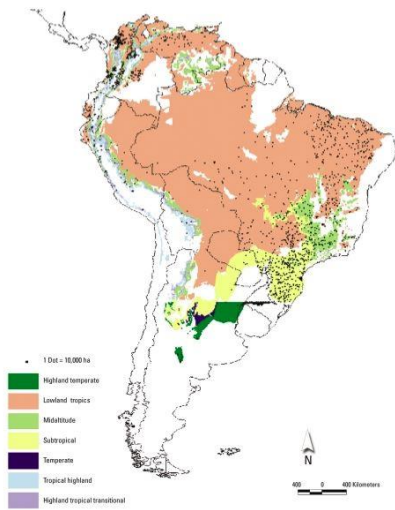 1 Dot = 10,000 ha
Highland temperate
Lowland tropics
Midaltitude
Subtropical
Temperate
Tropical highland
Highland tropical transitional
N
400 0 400 Kilometers